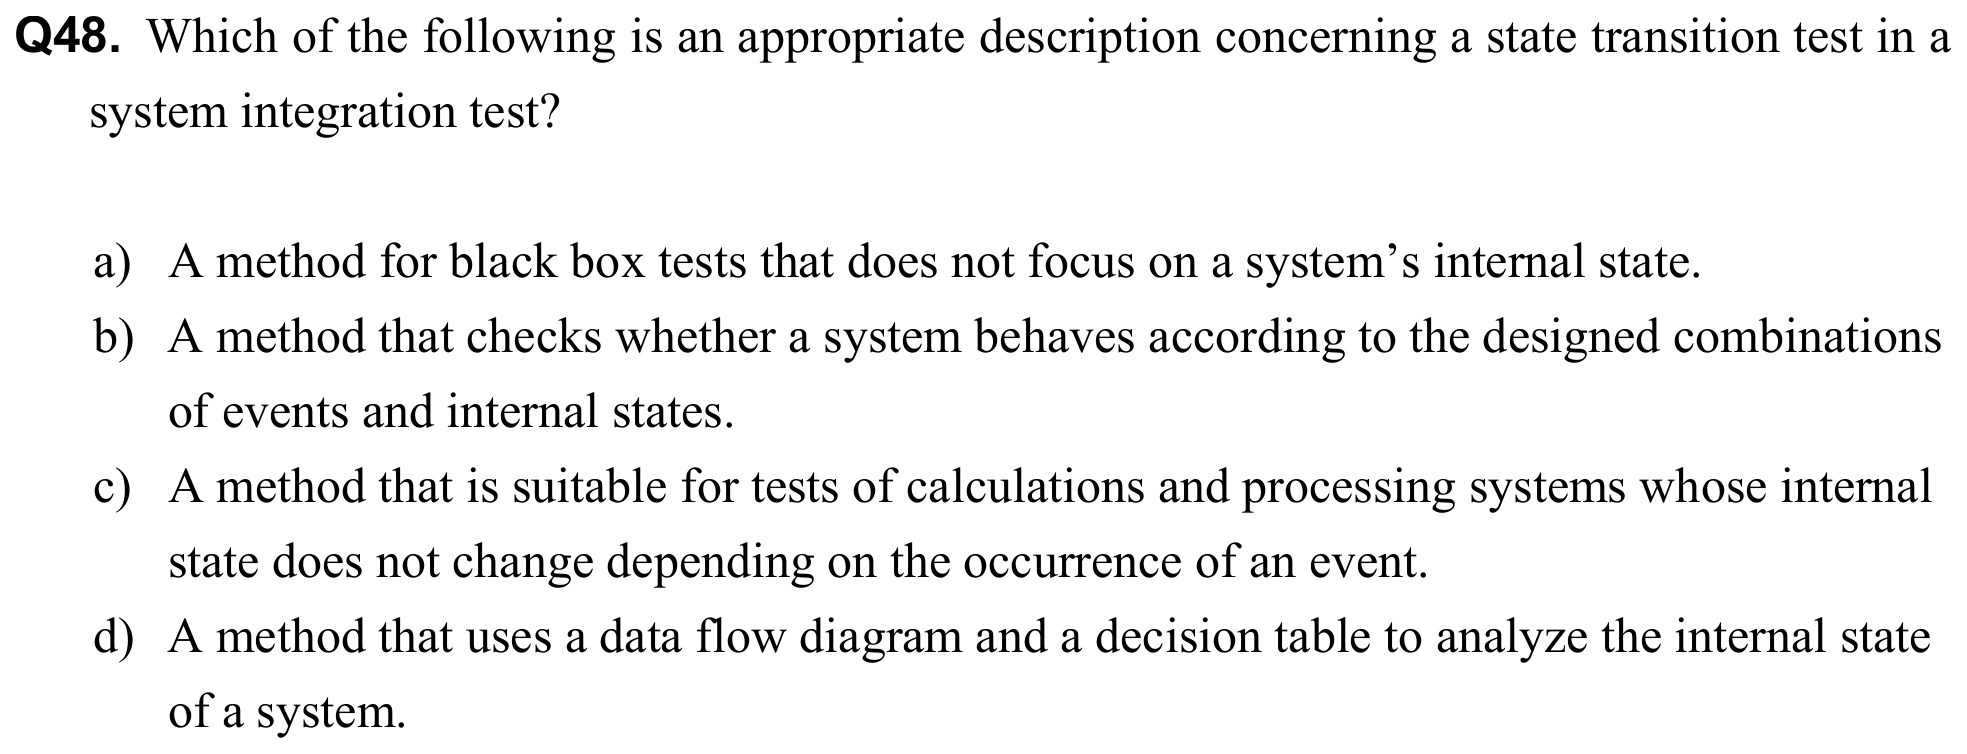 Q48. Which of the following is an appropriate description concerning a state transition test in a
system integration test?
a) A method for black box tests that does not focus on a system’s internal state.
b) A method that checks whether a system behaves according to the designed combinations
of events and internal states.
c) A method that is suitable for tests of calculations and processing systems whose internal
state does not change depending on the occurrence of an event.
d) A method that uses a data flow diagram and a decision table to analyze the internal state
of a system.